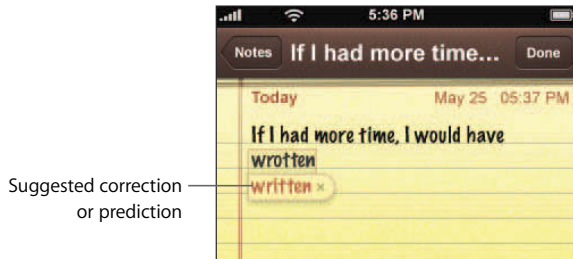 5:36 PM
Notes If I had more time... Done
Today May 25 05:37 PM
If I had more time, I would have
wrotten
written ×
Suggested correction
or prediction